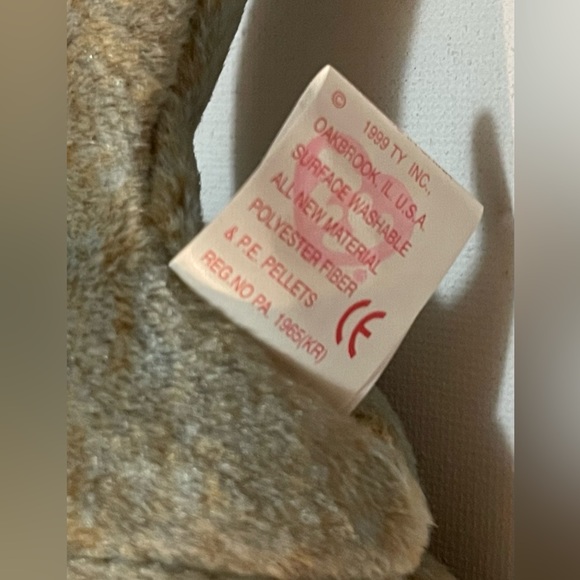 © 1999 TY INC.,
OAKBROOK, IL U.S.A.
SURFACE WASHABLE
ALL NEW MATERIAL
POLYESTER FIBER
& P.E. PELLETS
REG.NO PA. 1965(KR)
CE